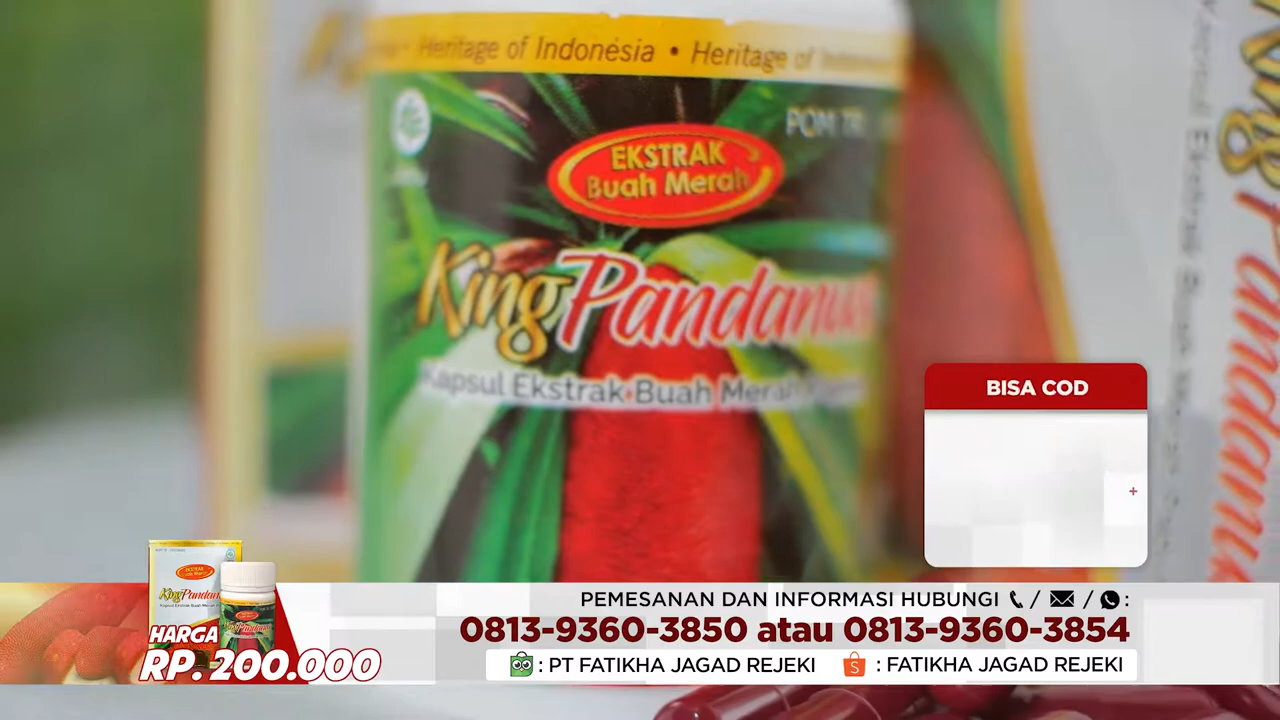 Heritage of Indonesia • Heritage of
POM TR
EKSTRAK
Buah Merah
King Pandanus
Kapsul Ekstrak Buah Merah
BISA COD
PEMESANAN DAN INFORMASI HUBUNGI / / :
0813-9360-3850 atau 0813-9360-3854
: PT FATIKHA JAGAD REJEKI : FATIKHA JAGAD REJEKI
HARGA
RP. 200.000